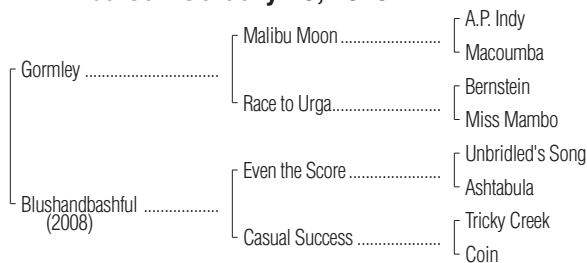 A.P. Indy
Malibu Moon
Macoumba
Gormley
Bernstein
Race to Urga
Miss Mambo
Unbridled's Song
Even the Score
Ashtabula
Blushandbashful
(2008)
Tricky Creek
Casual Success
Coin